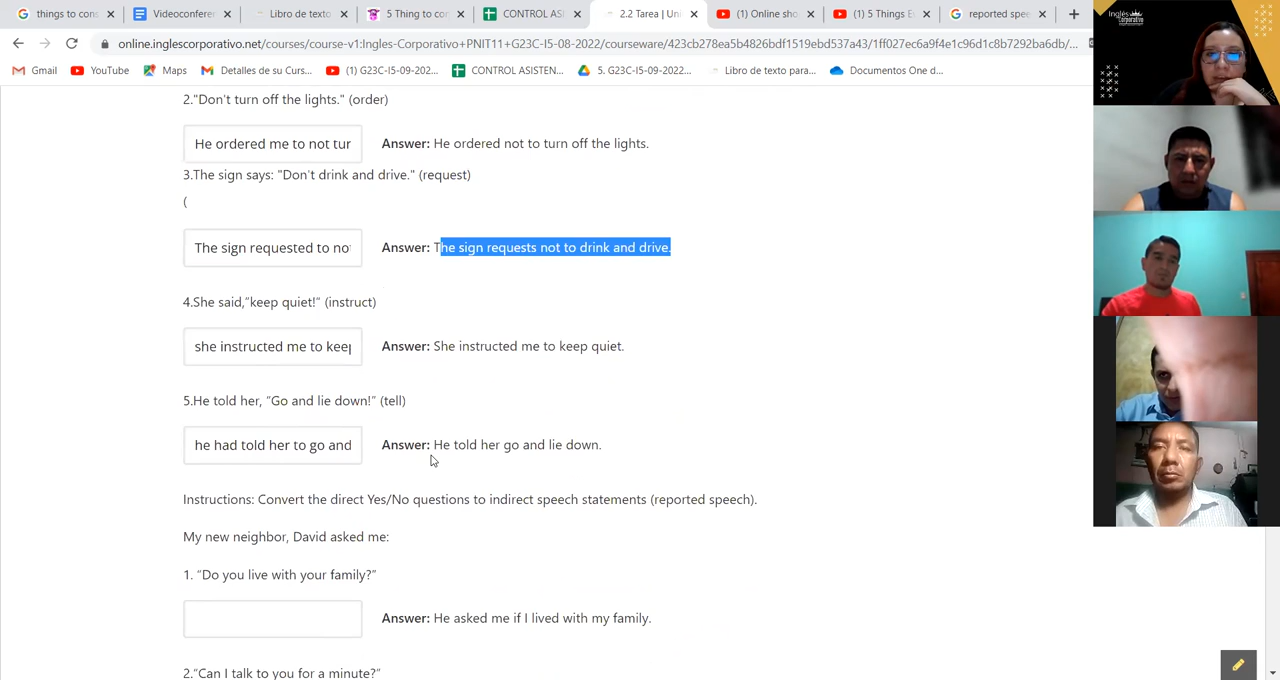 things to cons
Videoconferen
Libro de texto
5 Thing to con
CONTROL ASI
2.2 Tarea | Uni
(1) Online sho
(1) 5 Things Ev
reported spee
online.inglescorporativo.net/courses/course-v1:Ingles-Corporativo+PNIT11+G23C-I5-08-2022/courseware/423cb278ea5b4826bdf1519ebd537a43/1ff027ec6a9f4e1c96d1c8b7292ba6db/...
Gmail
YouTube
Maps
Detalles de su Curs...
(1) G23C-I5-09-202...
CONTROL ASISTEN...
5. G23C-I5-09-2022...
Libro de texto para...
Documentos One d...
Inglés
Corporativo
2."Don't turn off the lights." (order)
He ordered me to not tur
Answer: He ordered not to turn off the lights.
3.The sign says: "Don't drink and drive." (request)
(
The sign requested to no
Answer: The sign requests not to drink and drive.
4.She said,"keep quiet!" (instruct)
she instructed me to keep
Answer: She instructed me to keep quiet.
5.He told her, "Go and lie down!" (tell)
he had told her to go and
Answer: He told her go and lie down.
Instructions: Convert the direct Yes/No questions to indirect speech statements (reported speech).
My new neighbor, David asked me:
1. "Do you live with your family?"
Answer: He asked me if I lived with my family.
2."Can I talk to you for a minute?"